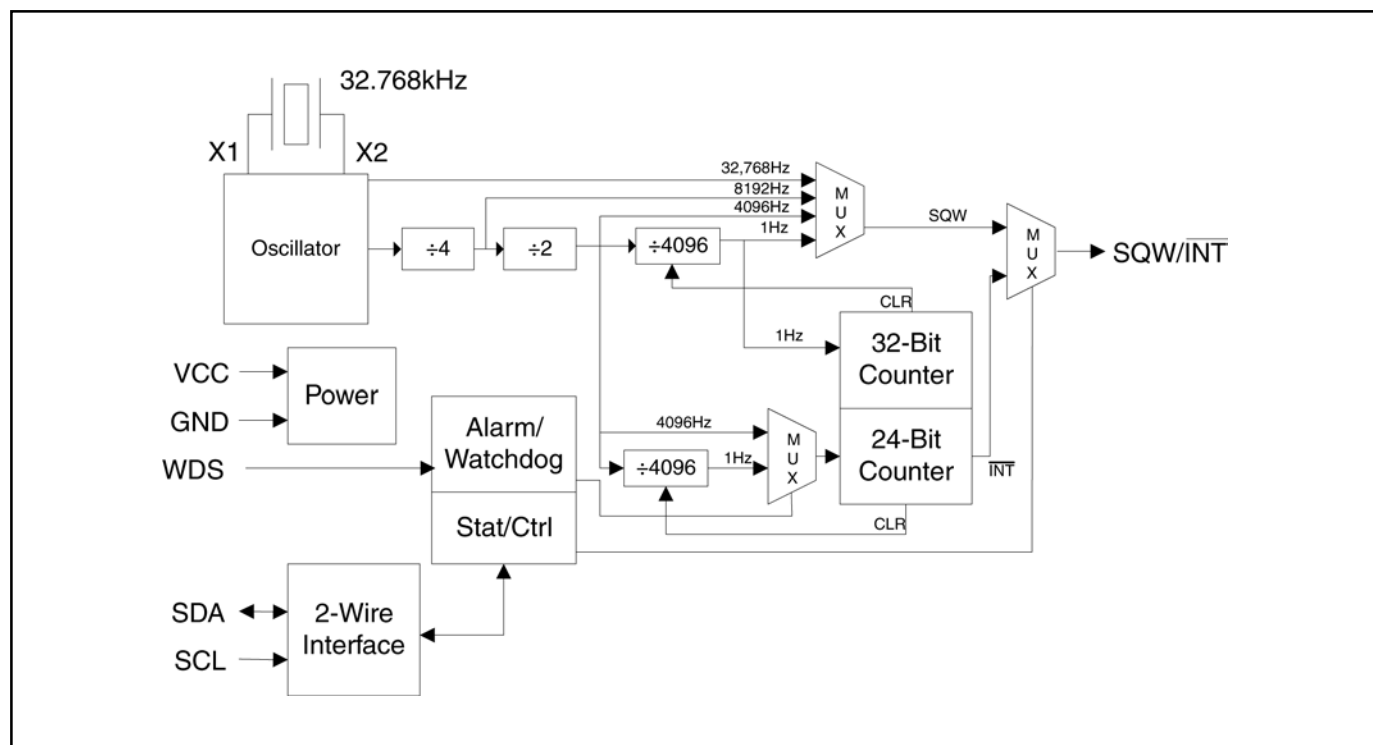 32.768kHz
X1
X2
Oscillator
÷4
÷2
÷4096
32,768Hz
8192Hz
4096Hz
1Hz
M
U
X
SQW
M
U
X
SQW/I̅N̅T̅
CLR
1Hz
32-Bit
Counter
24-Bit
Counter
I̅N̅T̅
CLR
VCC
GND
Power
WDS
Alarm/
Watchdog
Stat/Ctrl
4096Hz
÷4096
1Hz
M
U
X
SDA
SCL
2-Wire
Interface